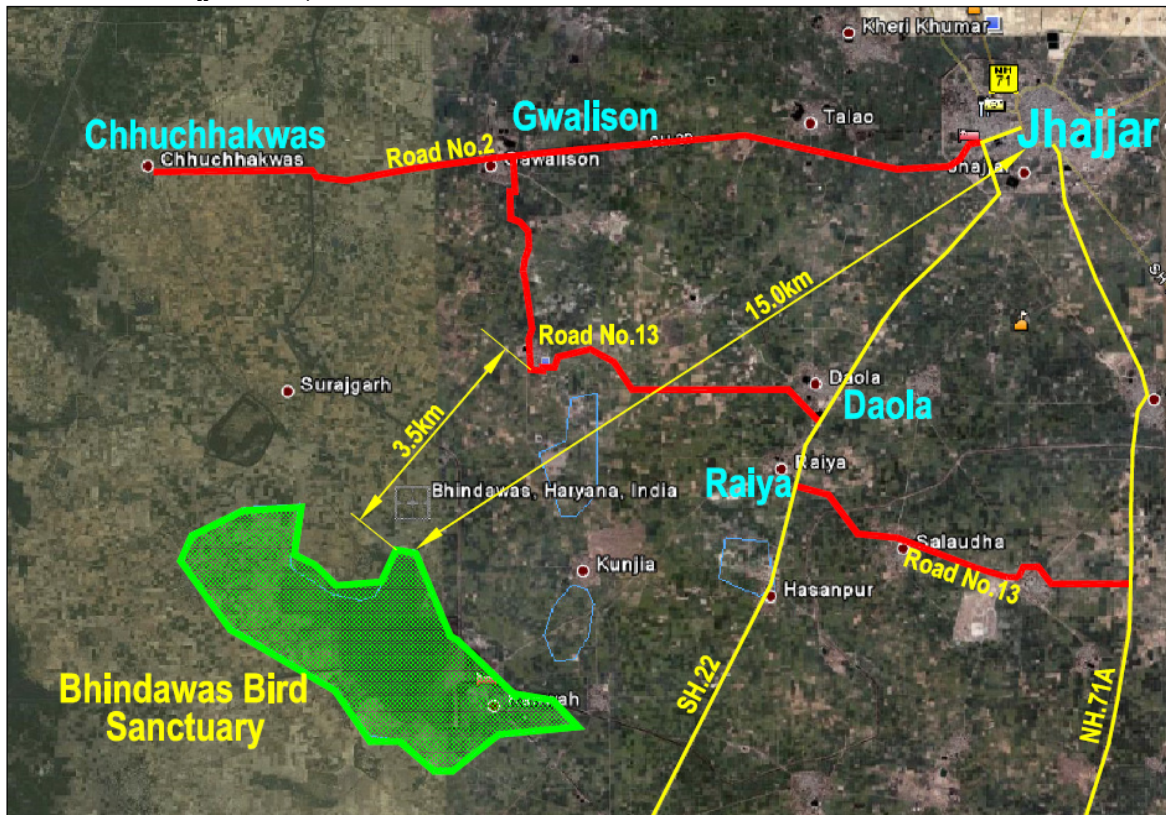 Kheri Khumar
NH
71
Chhuchhakwas
Gwalison
Talao
Jhajjar
Chhuchhakwas
Road No.2
Gawalison
Jhajjar
15.0km
Road No.13
Surajgarh
3.5km
Daola
Daola
Raiya
Raiya
Bhindawas, Haryana, India
Salaudha
Kunjia
Road No.13
Hasanpur
Bhindawas Bird
Sanctuary
SH.22
NH.71A